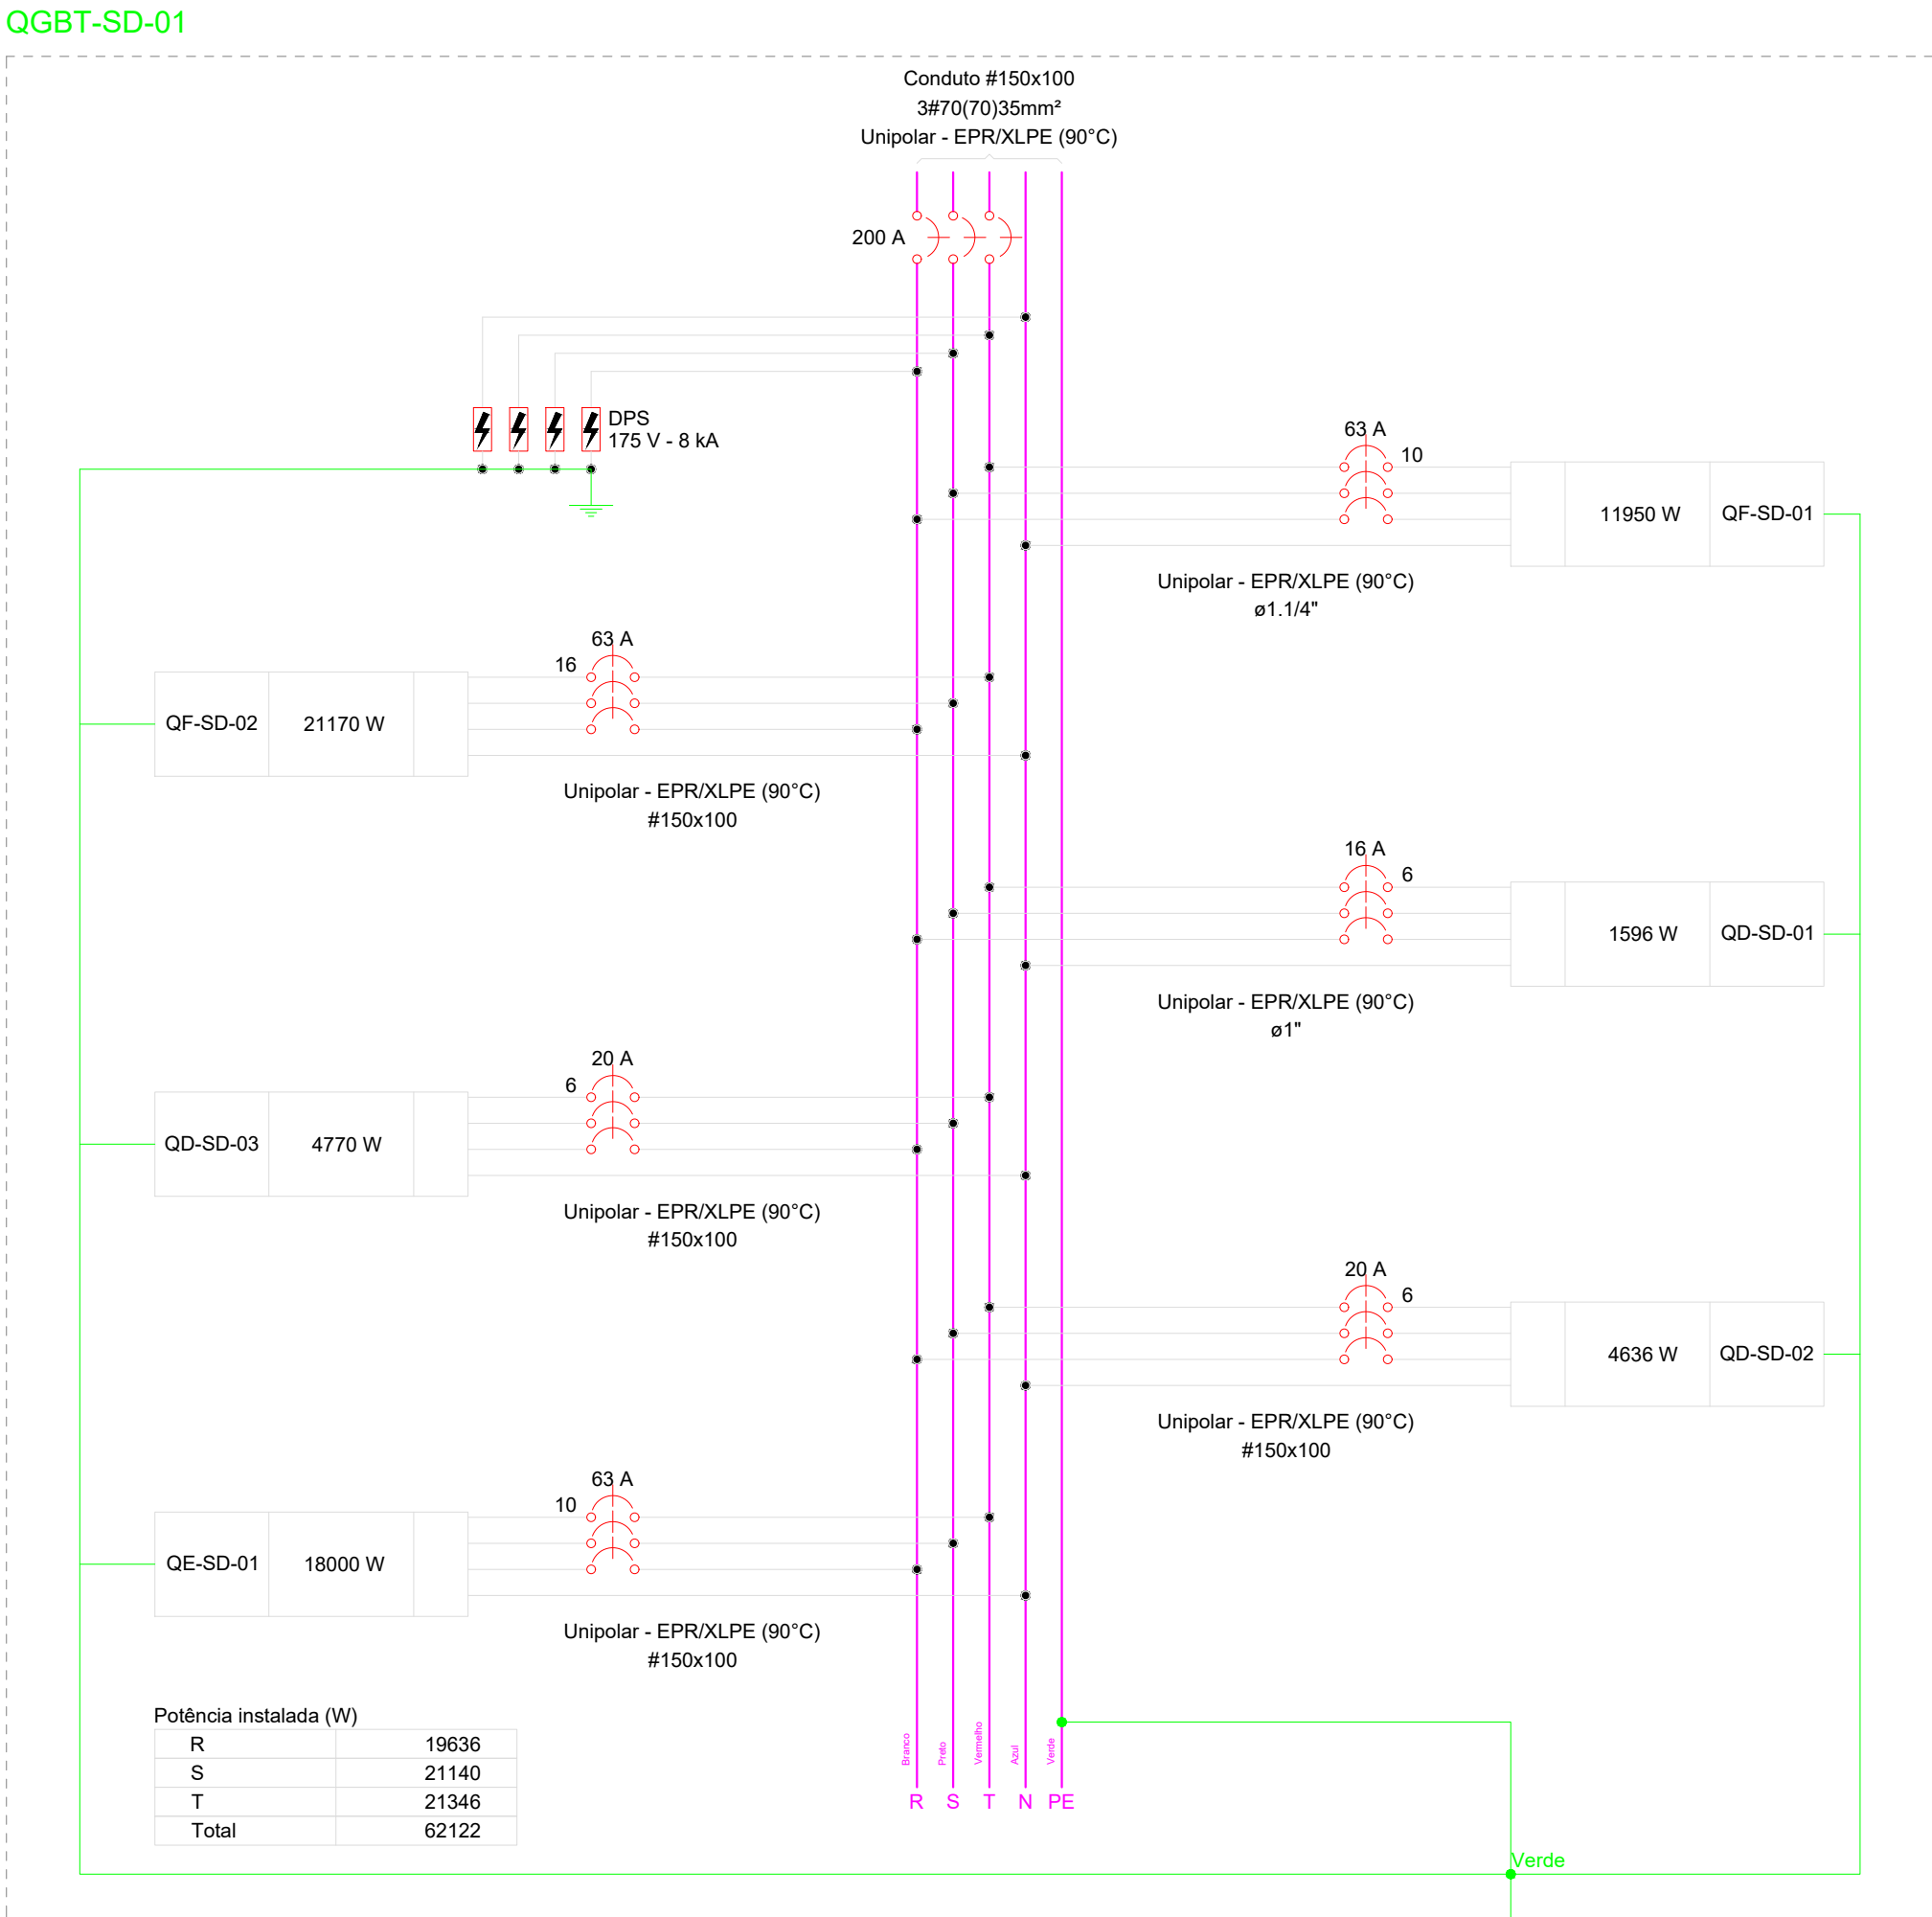 QGBT-SD-01
Conduto #150x100
3#70(70)35mm²
Unipolar - EPR/XLPE (90°C)
200 A
DPS
175 V - 8 kA
63 A
10
11950 W
QF-SD-01
Unipolar - EPR/XLPE (90°C)
ø1.1/4"
63 A
16
QF-SD-02
21170 W
Unipolar - EPR/XLPE (90°C)
#150x100
16 A
6
1596 W
QD-SD-01
Unipolar - EPR/XLPE (90°C)
ø1"
20 A
6
QD-SD-03
4770 W
Unipolar - EPR/XLPE (90°C)
#150x100
20 A
6
4636 W
QD-SD-02
Unipolar - EPR/XLPE (90°C)
#150x100
63 A
10
QE-SD-01
18000 W
Unipolar - EPR/XLPE (90°C)
#150x100
Potência instalada (W)
R 19636
S 21140
T 21346
Total 62122
Branco
Preto
Vermelho
Azul
Verde
R S T N PE
Verde